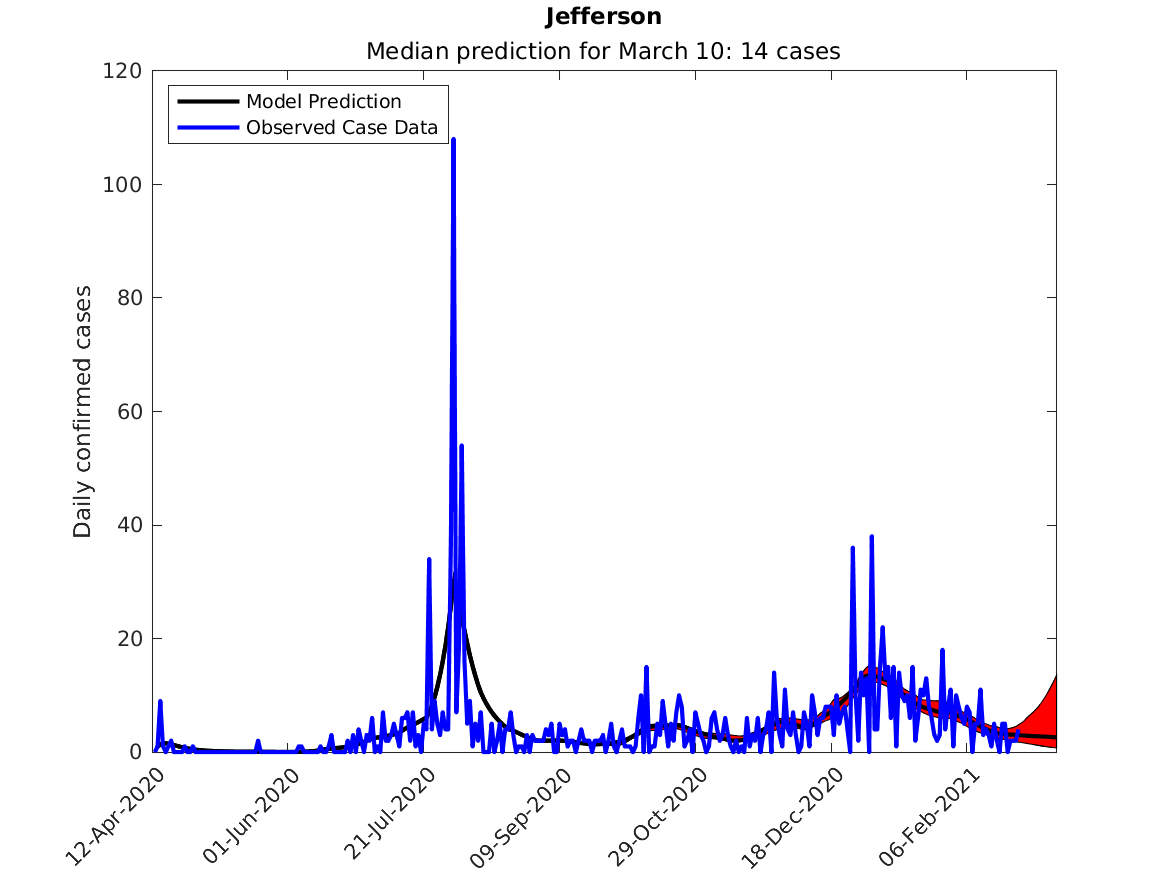 Jefferson
Median prediction for March 10: 14 cases
120
100
80
60
40
20
0
Daily confirmed cases
Model Prediction
Observed Case Data
12-Apr-2020
01-Jun-2020
21-Jul-2020
09-Sep-2020
29-Oct-2020
18-Dec-2020
06-Feb-2021